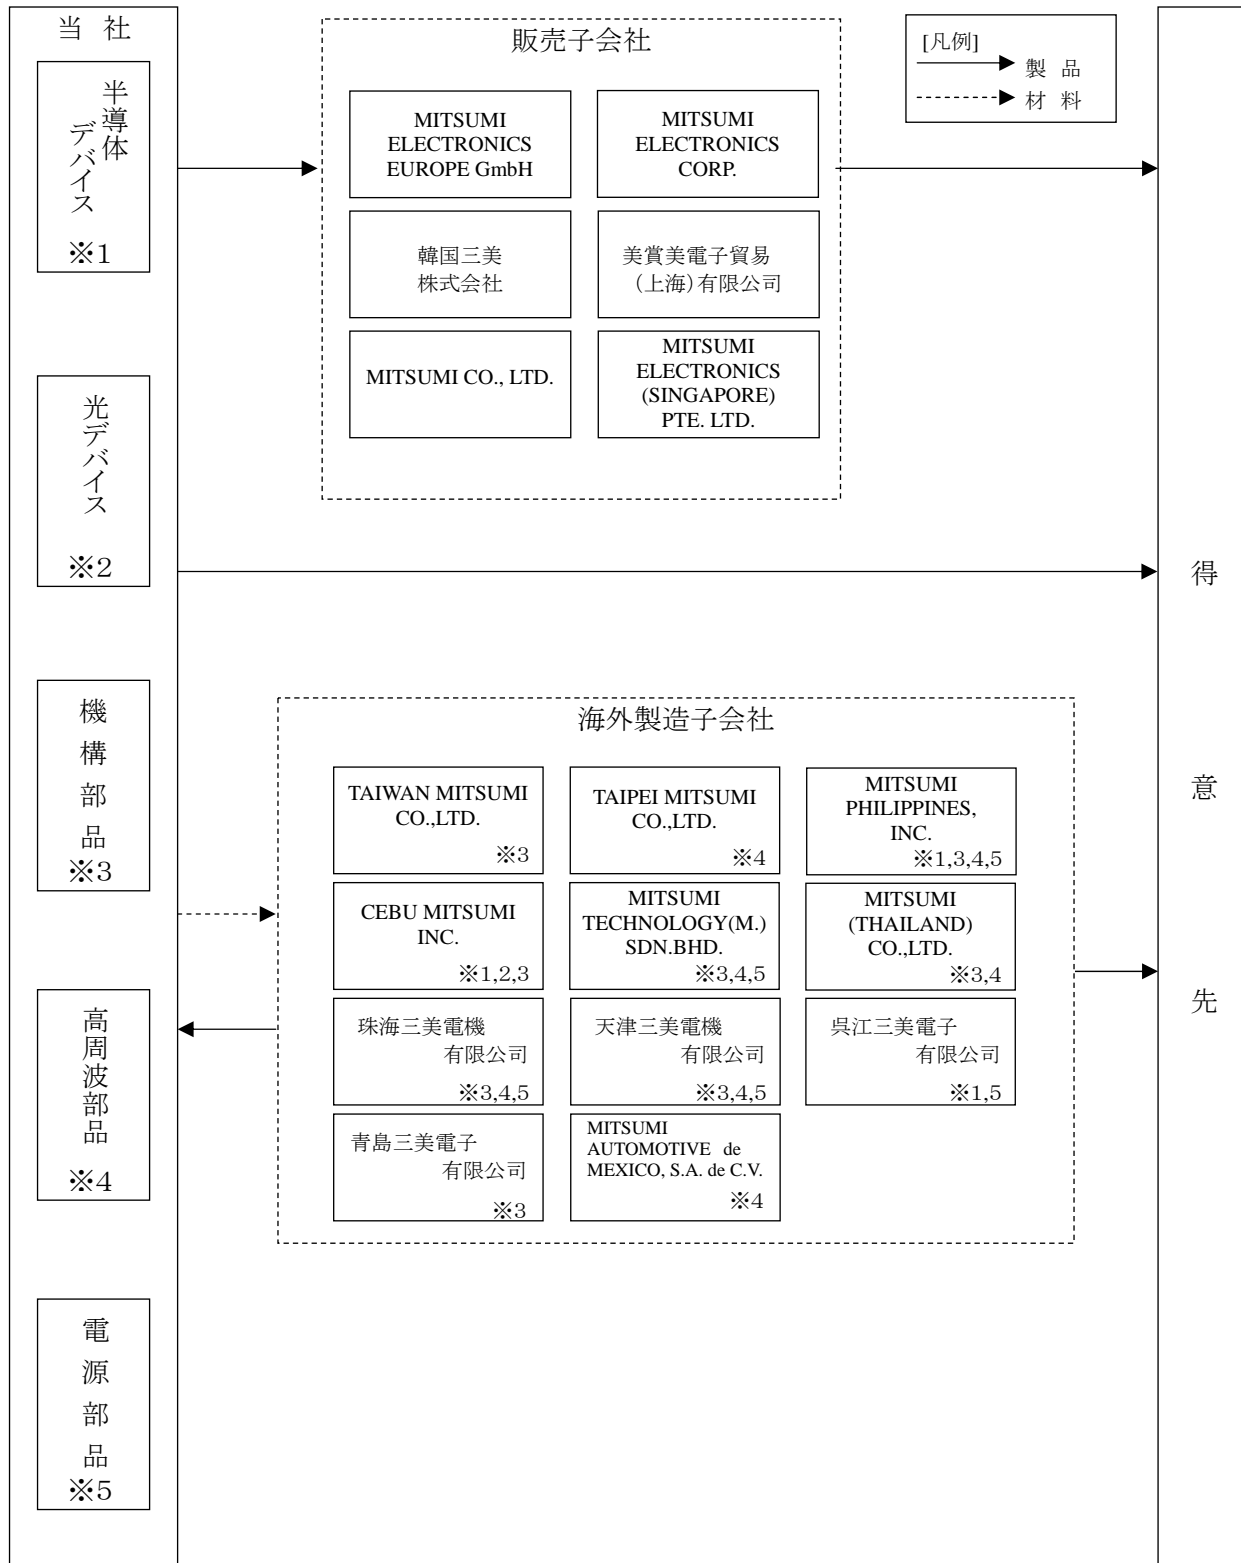 当 社
半導体
デバイス
※1
光デバイス
※2
機構部品
※3
高周波部品
※4
電源部品
※5
販売子会社
MITSUMI
ELECTRONICS
EUROPE GmbH
MITSUMI
ELECTRONICS
CORP.
韓国三美
株式会社
美賞美電子貿易
(上海)有限公司
MITSUMI CO., LTD.
MITSUMI
ELECTRONICS
(SINGAPORE)
PTE. LTD.
[凡例]
製 品
材 料
海外製造子会社
TAIWAN MITSUMI
CO.,LTD.
※3
TAIPEI MITSUMI
CO.,LTD.
※4
MITSUMI
PHILIPPINES,
INC.
※1,3,4,5
CEBU MITSUMI
INC.
※1,2,3
MITSUMI
TECHNOLOGY(M.)
SDN.BHD.
※3,4,5
MITSUMI
(THAILAND)
CO.,LTD.
※3,4
珠海三美電機
有限公司
※3,4,5
天津三美電機
有限公司
※3,4,5
呉江三美電子
有限公司
※1,5
青島三美電子
有限公司
※3
MITSUMI
AUTOMOTIVE de
MEXICO, S.A. de C.V.
※4
得意先